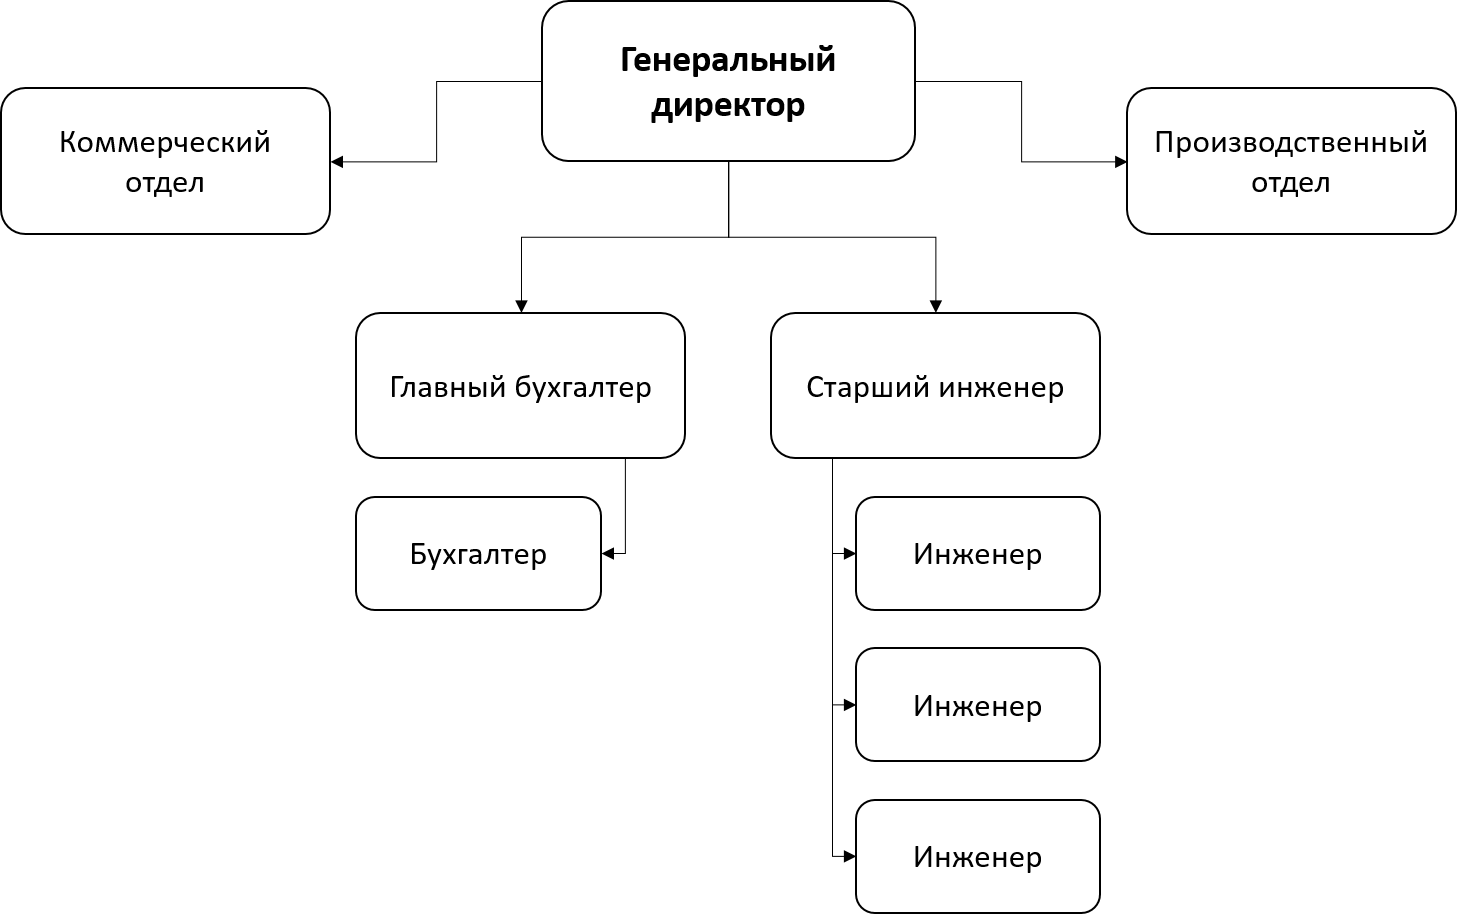 Генеральный
директор
Коммерческий
отдел
Производственный
отдел
Главный бухгалтер
Старший инженер
Бухгалтер
Инженер
Инженер
Инженер